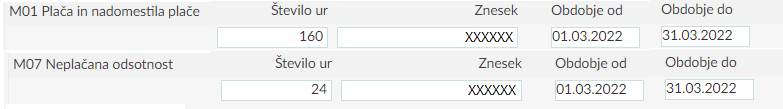 M01 Plača in nadomestila plače Število ur Znesek Obdobje od Obdobje do
160 XXXXXX 01.03.2022 31.03.2022
M07 Neplačana odsotnost Število ur Znesek Obdobje od Obdobje do
24 XXXXXX 01.03.2022 31.03.2022